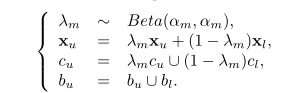 λ_m ∼ Beta(α_m, α_m),
x_u = λ_m x_u + (1 − λ_m)x_l,
c_u = λ_m c_u ∪ (1 − λ_m)c_l,
b_u = b_u ∪ b_l.